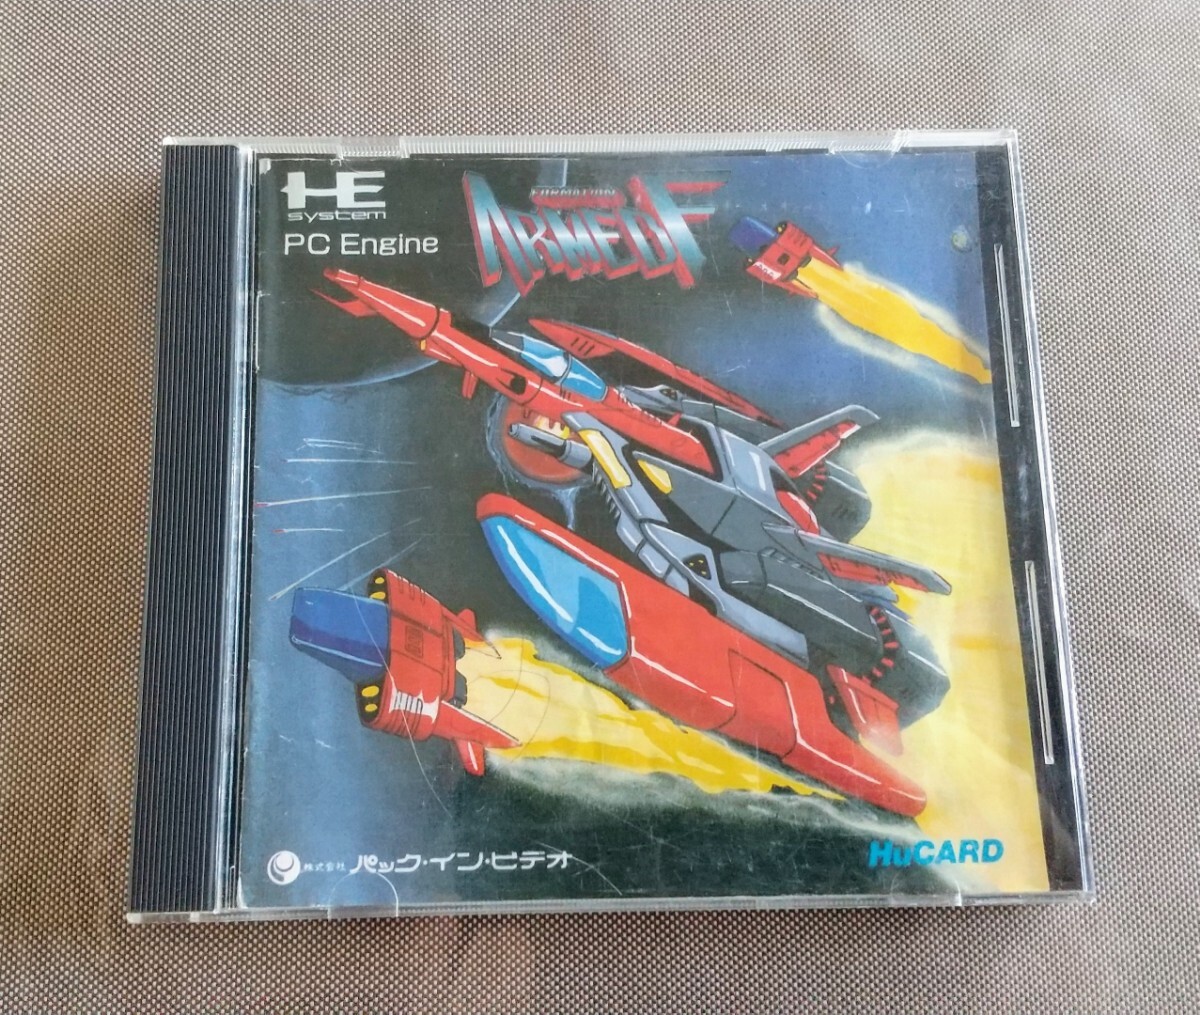 HE
system
PC Engine
FORMATION
ARMED F
株式会社 パック・イン・ビデオ
HuCARD